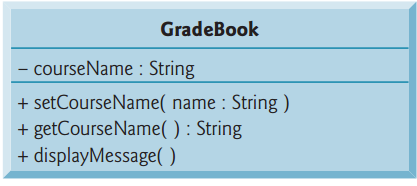 GradeBook
– courseName : String
+ setCourseName( name : String )
+ getCourseName( ) : String
+ displayMessage( )